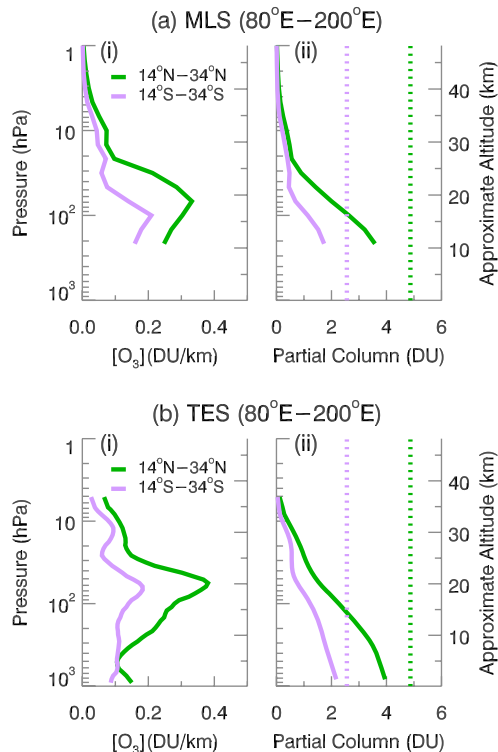 (a) MLS (80°E−200°E)
(i)
(ii)
14°N−34°N
14°S−34°S
Pressure (hPa)
1
10
10²
10³
0.0 0.2 0.4
[O₃](DU/km)
0 2 4 6
Partial Column (DU)
40
30
20
10
Approximate Altitude (km)
(b) TES (80°E−200°E)
(i)
(ii)
14°N−34°N
14°S−34°S
Pressure (hPa)
1
10
10²
10³
0.0 0.2 0.4
[O₃](DU/km)
0 2 4 6
Partial Column (DU)
40
30
20
10
Approximate Altitude (km)